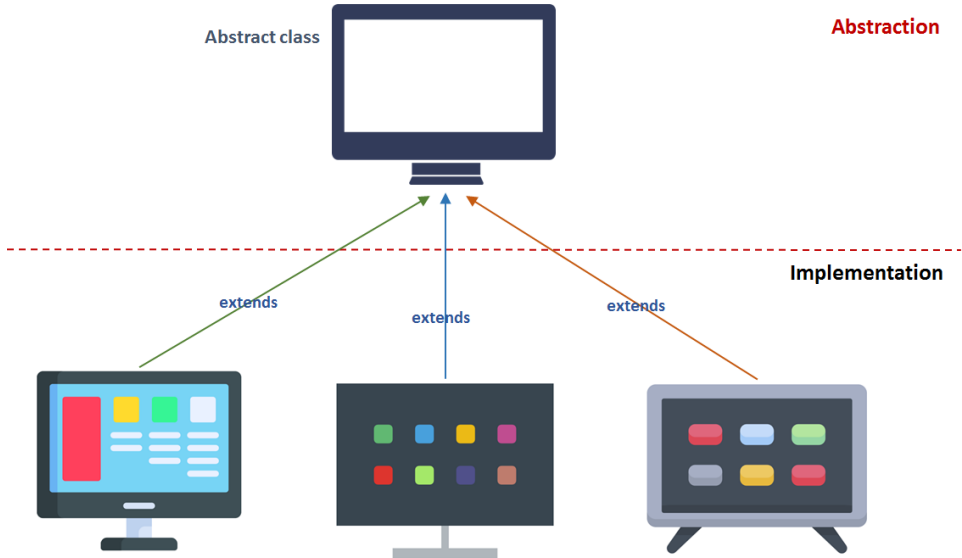 Abstract class
Abstraction
Implementation
extends
extends
extends